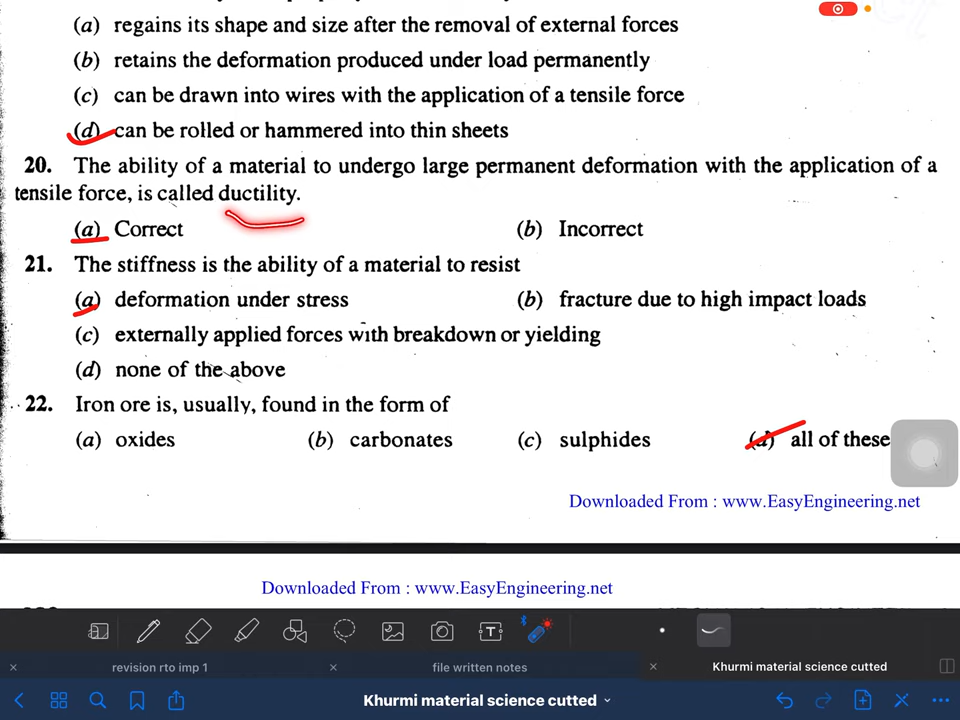 (a) regains its shape and size after the removal of external forces
(b) retains the deformation produced under load permanently
(c) can be drawn into wires with the application of a tensile force
(d) can be rolled or hammered into thin sheets
20. The ability of a material to undergo large permanent deformation with the application of a
tensile force, is called ductility.
(a) Correct (b) Incorrect
21. The stiffness is the ability of a material to resist
(a) deformation under stress (b) fracture due to high impact loads
(c) externally applied forces with breakdown or yielding
(d) none of the above
22. Iron ore is, usually, found in the form of
(a) oxides (b) carbonates (c) sulphides (d) all of these
Downloaded From : www.EasyEngineering.net
Downloaded From : www.EasyEngineering.net
revision rto imp 1 file written notes Khurmi material science cutted
Khurmi material science cutted